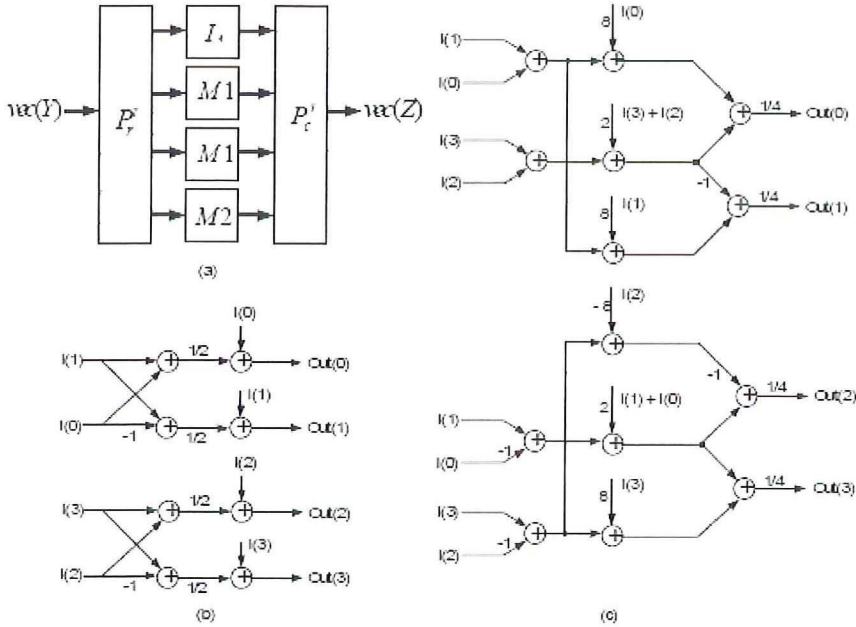 I₄
M1
vec(Y)
P_r^T
P_c^T
vec(Z)
M1
M2
(a)
I(0)
I(1)
1/2
Out(0)
I(1)
I(0)
-1
1/2
Out(1)
I(2)
I(3)
1/2
Out(2)
I(3)
I(2)
-1
1/2
Out(3)
(b)
8
I(0)
I(1)
I(0)
1/4
Out(0)
2
I(3) + I(2)
I(3)
I(2)
-1
1/4
Out(1)
8
I(1)
- 8
I(2)
-1
1/4
Out(2)
2
I(1) + I(0)
I(1)
-1
I(0)
8
I(3)
1/4
Out(3)
I(3)
-1
I(2)
(c)